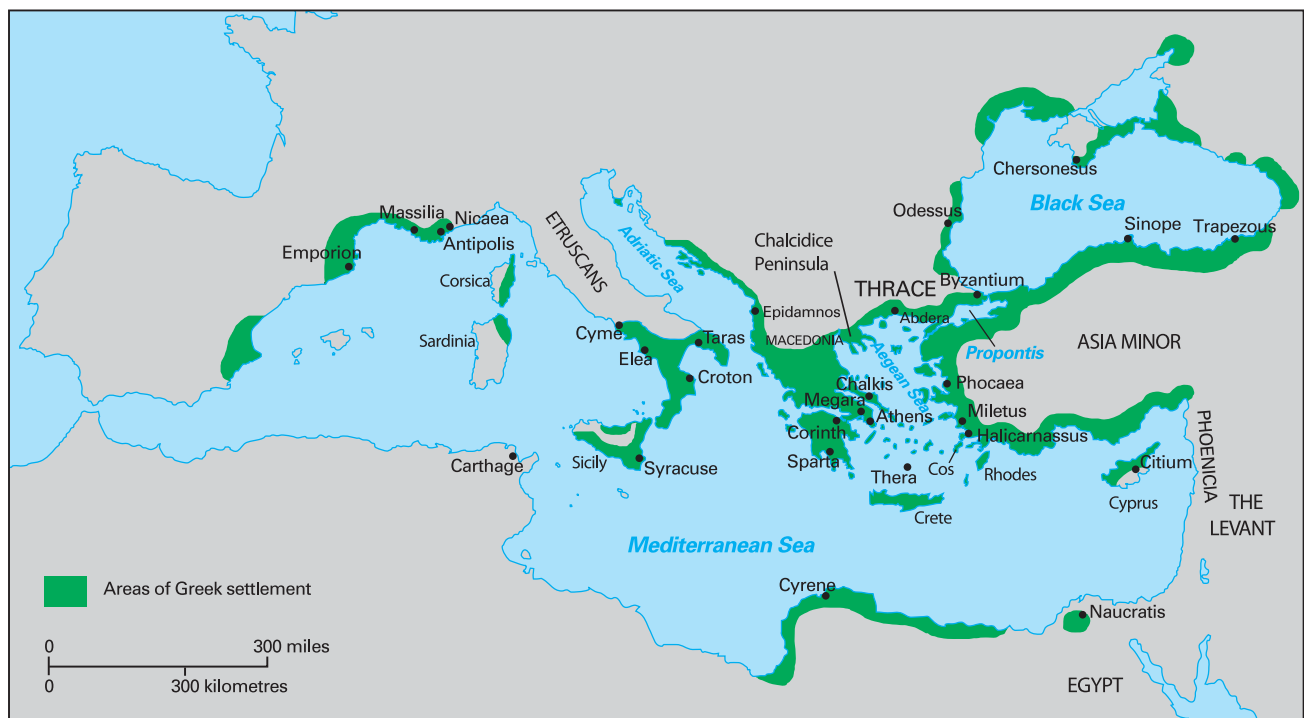 Massilia
Nicaea
Antipolis
Emporion
Corsica
Sardinia
ETRUSCANS
Adriatic Sea
Cyme
Elea
Taras
Croton
Sicily
Syracuse
Carthage
Epidamnos
MACEDONIA
Chalcidice
Peninsula
THRACE
Abdera
Byzantium
Propontis
Aegean Sea
Odessus
Black Sea
Chersonesus
Sinope
Trapezous
ASIA MINOR
Phocaea
Chalkis
Megara
Athens
Corinth
Sparta
Miletus
Halicarnassus
Thera
Cos
Rhodes
Crete
Citium
Cyprus
PHOENICIA
THE
LEVANT
Mediterranean Sea
Cyrene
Naucratis
EGYPT
Areas of Greek settlement
0 300 miles
0 300 kilometres